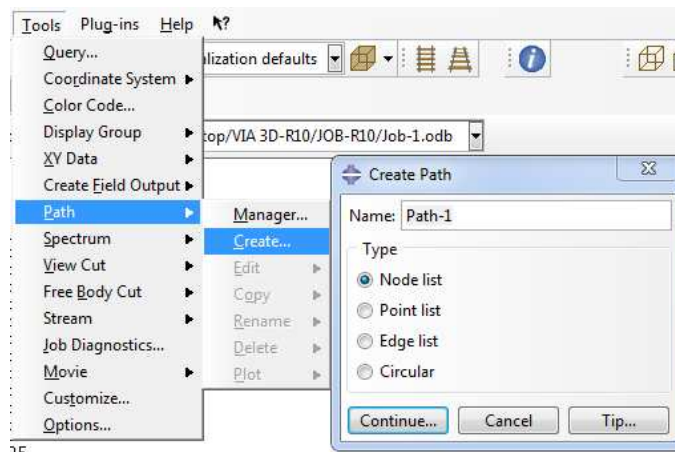 Tools Plug-ins Help
Query...
Coordinate System
Color Code...
Display Group
XY Data
Create Field Output
Path
Spectrum
View Cut
Free Body Cut
Stream
Job Diagnostics...
Movie
Customize...
Options...
lization defaults
top/VIA 3D-R10/JOB-R10/Job-1.odb
Manager...
Create...
Edit
Copy
Rename
Delete
Plot
Create Path
Name: Path-1
Type
Node list
Point list
Edge list
Circular
Continue... Cancel Tip...